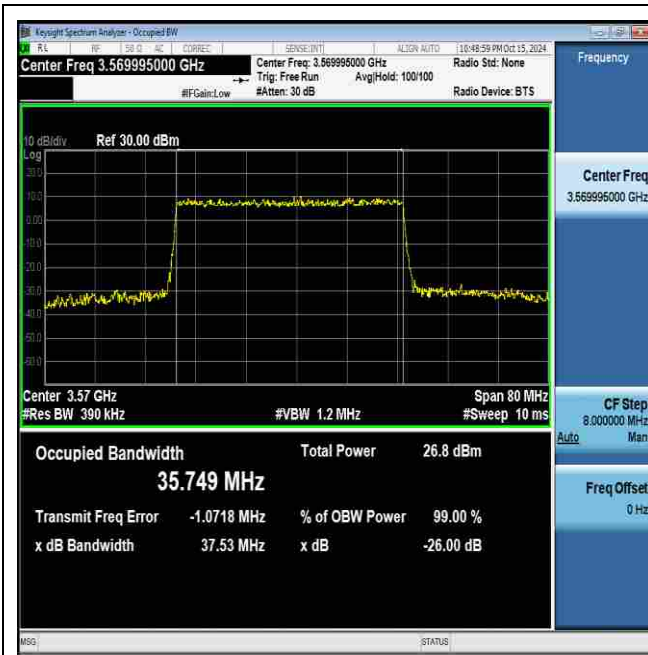 Keysight Spectrum Analyzer - Occupied BW
RL RF 50 Ω AC CORREC SENSE:INT ALIGN AUTO 10:48:59 PM Oct 15, 2024
Center Freq 3.569995000 GHz
Center Freq: 3.569995000 GHz Radio Std: None
Trig: Free Run Avg|Hold: 100/100
#IFGain:Low #Atten: 30 dB Radio Device: BTS
10 dB/div Ref 30.00 dBm
Log
20.0
10.0
0.00
-10.0
-20.0
-30.0
-40.0
-50.0
-60.0
Center 3.57 GHz Span 80 MHz
#Res BW 390 kHz #VBW 1.2 MHz #Sweep 10 ms
Occupied Bandwidth Total Power 26.8 dBm
35.749 MHz
Transmit Freq Error -1.0718 MHz % of OBW Power 99.00 %
x dB Bandwidth 37.53 MHz x dB -26.00 dB
Frequency
Center Freq
3.569995000 GHz
CF Step
8.000000 MHz
Auto Man
Freq Offset
0 Hz
MSG STATUS